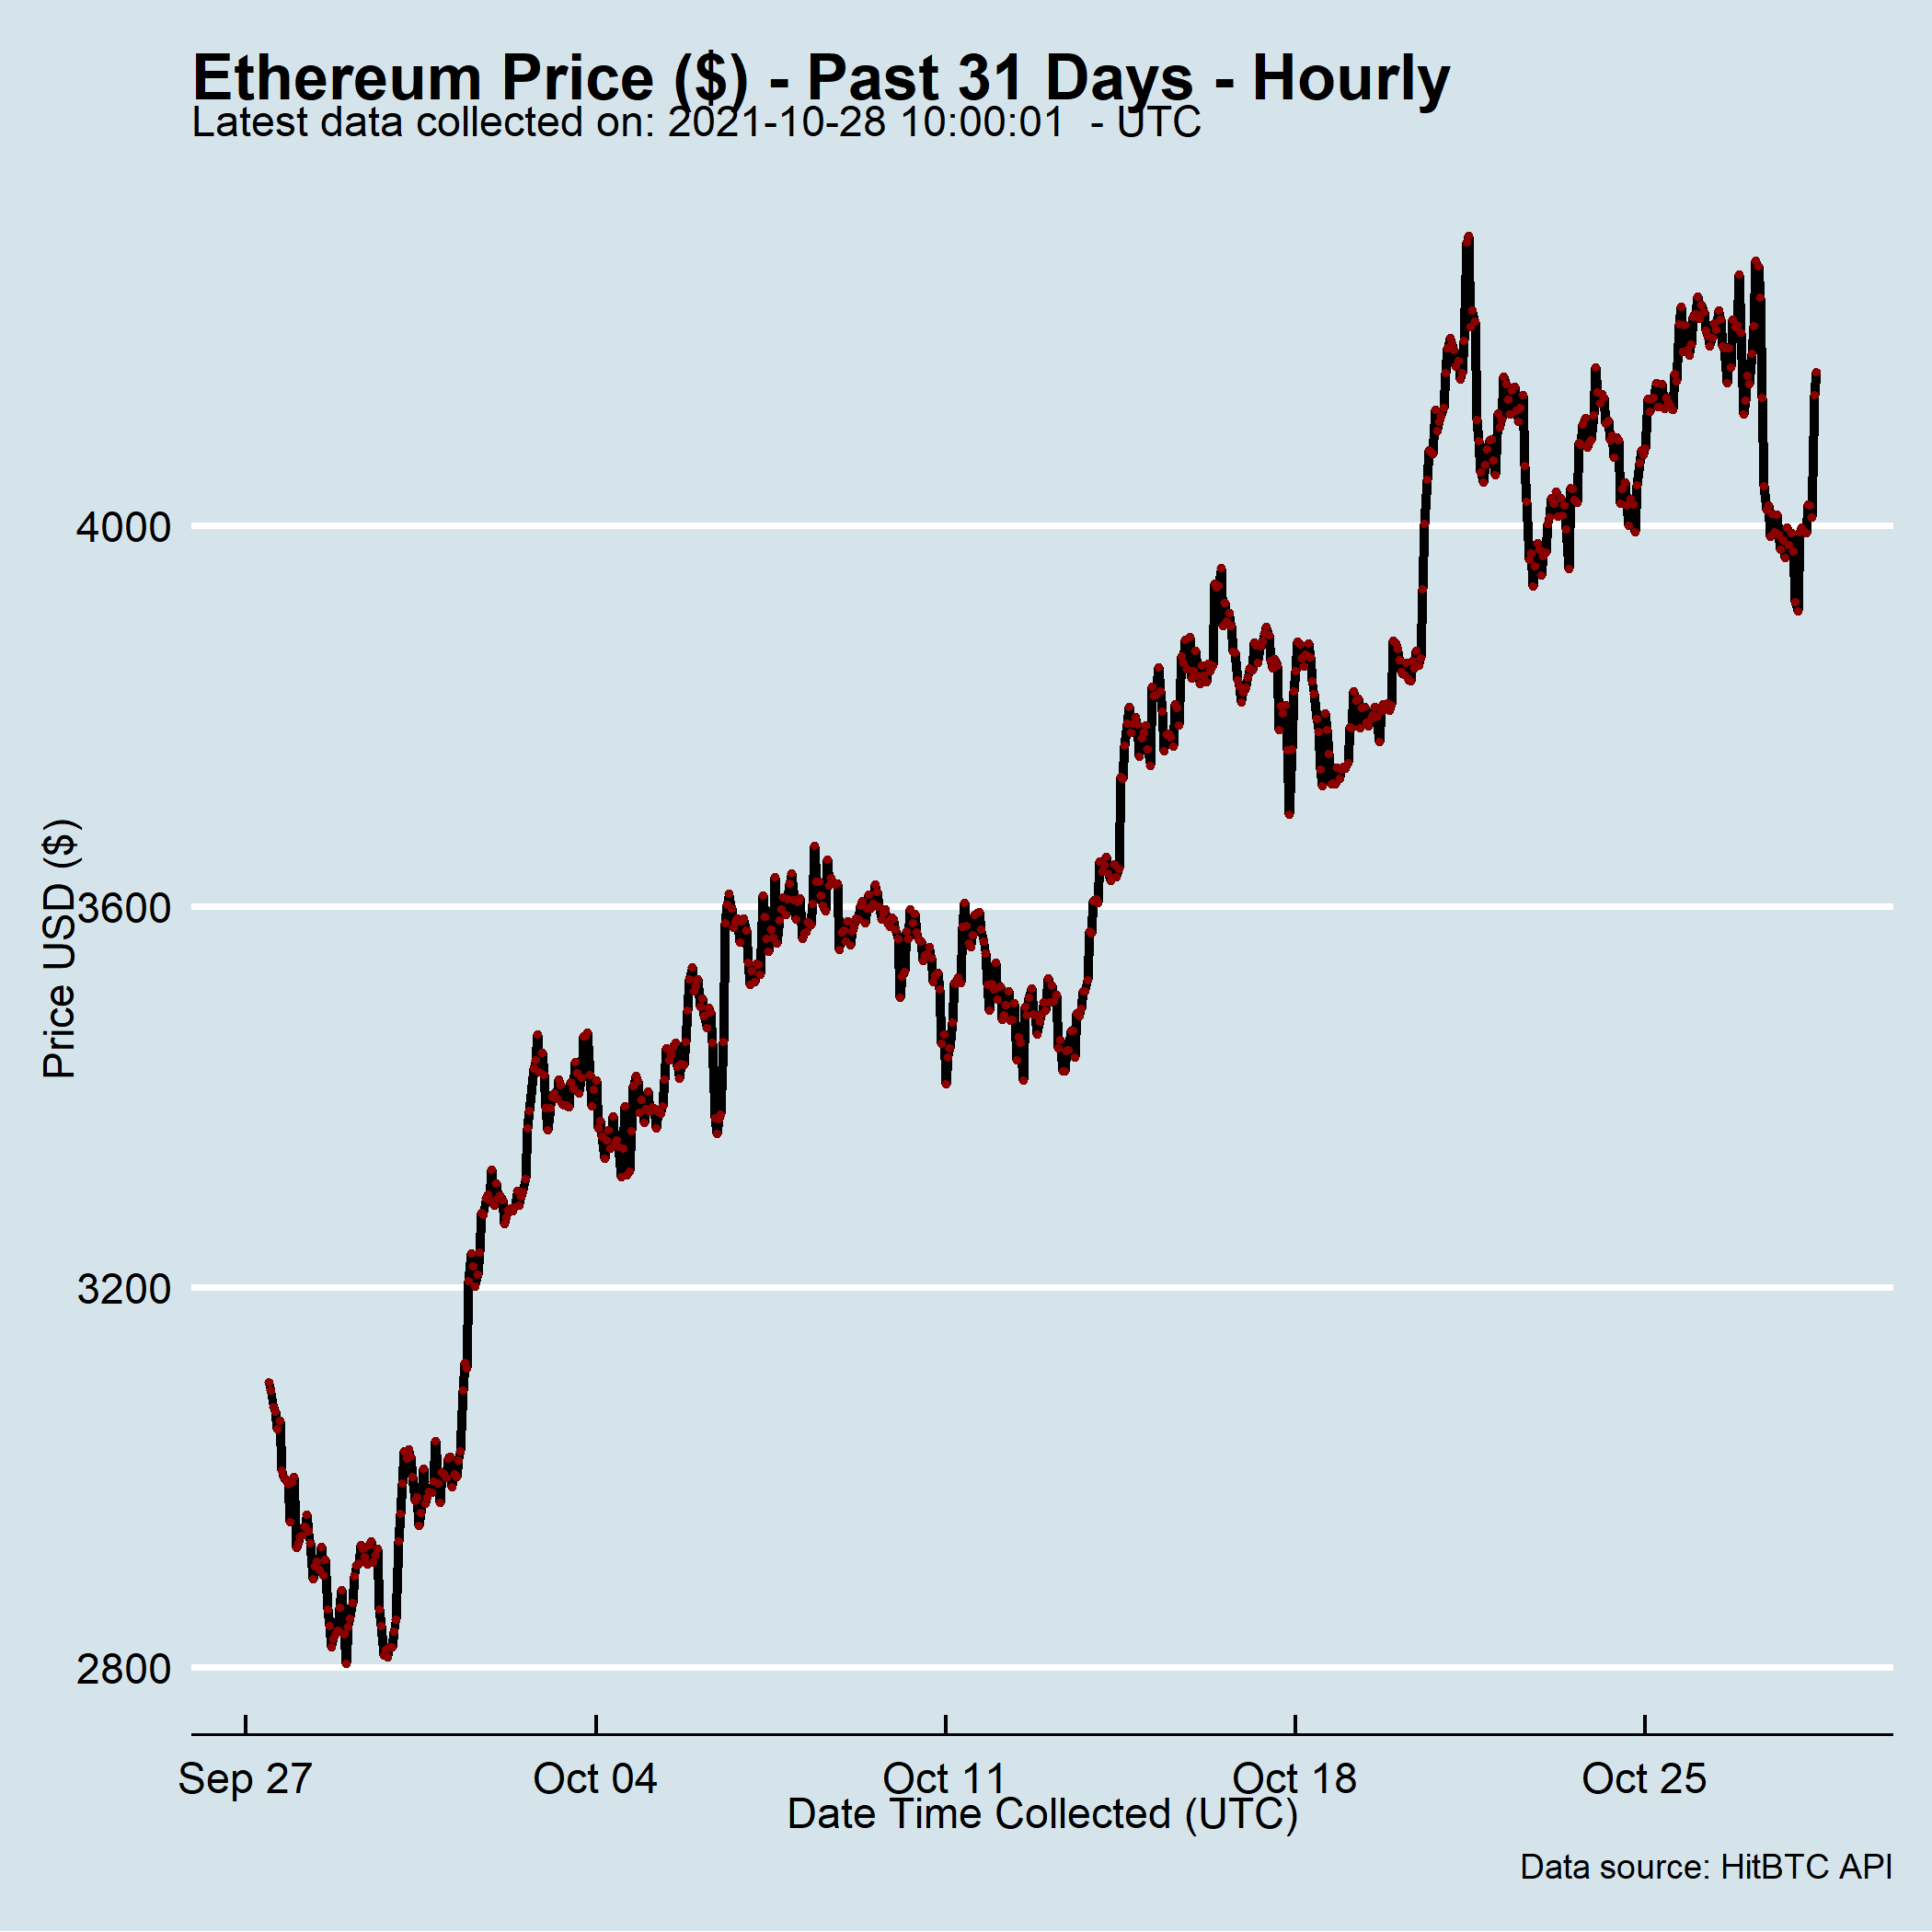 Ethereum Price ($) - Past 31 Days - Hourly
Latest data collected on: 2021-10-28 10:00:01  - UTC
4000
3600
3200
2800
Price USD ($)
Sep 27 Oct 04 Oct 11 Oct 18 Oct 25
Date Time Collected (UTC)
Data source: HitBTC API